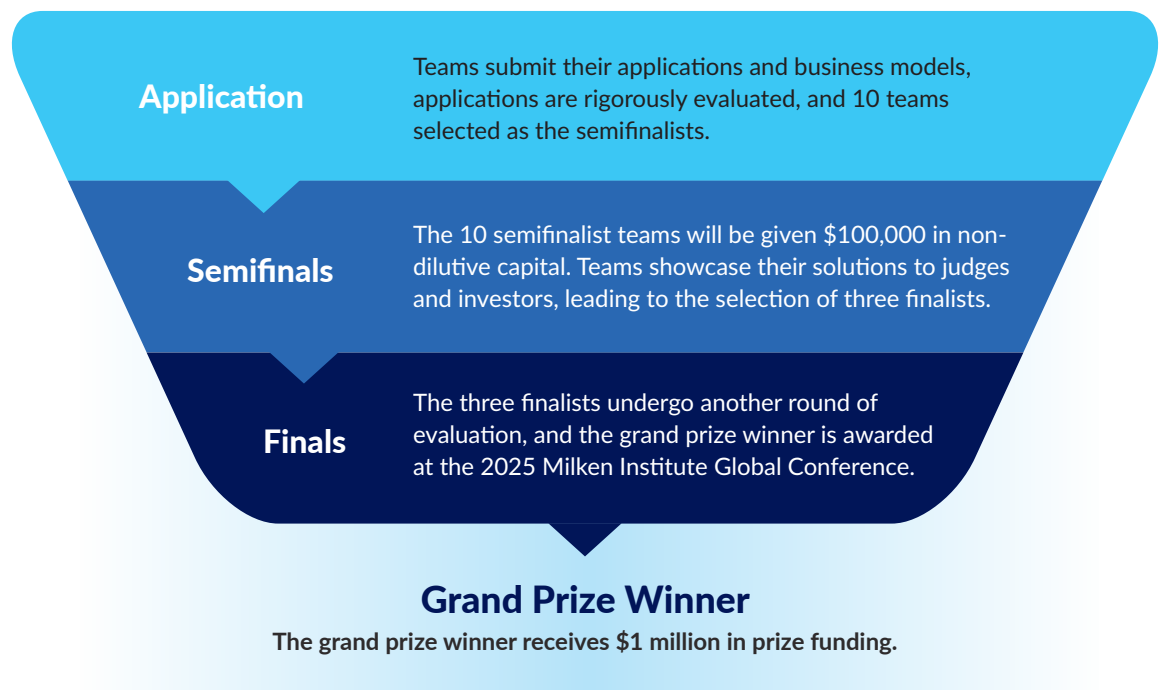 Application
Teams submit their applications and business models,
applications are rigorously evaluated, and 10 teams
selected as the semifinalists.
Semifinals
The 10 semifinalist teams will be given $100,000 in non-
dilutive capital. Teams showcase their solutions to judges
and investors, leading to the selection of three finalists.
Finals
The three finalists undergo another round of
evaluation, and the grand prize winner is awarded
at the 2025 Milken Institute Global Conference.
Grand Prize Winner
The grand prize winner receives $1 million in prize funding.